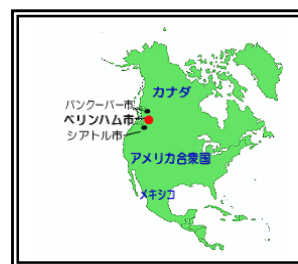 カナダ
バンクーバー市
ベリンハム市
シアトル市
アメリカ合衆国
メキシコ